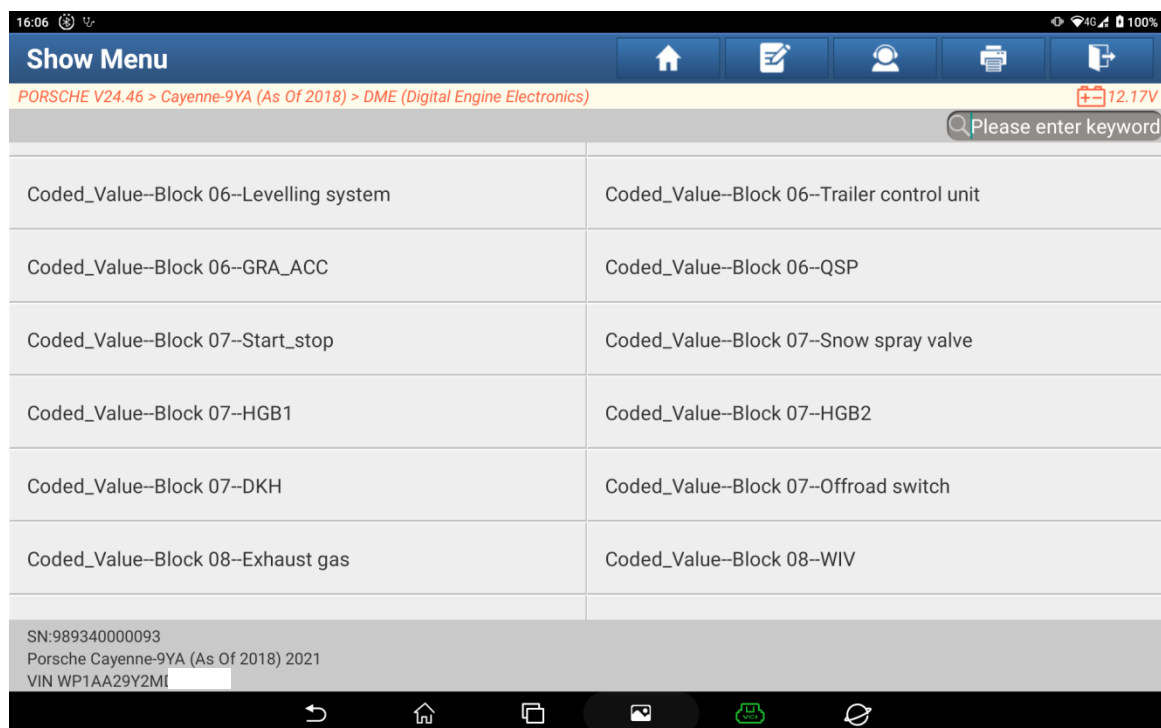 16:06 4G 100%
Show Menu
PORSCHE V24.46 > Cayenne-9YA (As Of 2018) > DME (Digital Engine Electronics) 12.17V
Please enter keyword
Coded_Value--Block 06--Levelling system
Coded_Value--Block 06--Trailer control unit
Coded_Value--Block 06--GRA_ACC
Coded_Value--Block 06--QSP
Coded_Value--Block 07--Start_stop
Coded_Value--Block 07--Snow spray valve
Coded_Value--Block 07--HGB1
Coded_Value--Block 07--HGB2
Coded_Value--Block 07--DKH
Coded_Value--Block 07--Offroad switch
Coded_Value--Block 08--Exhaust gas
Coded_Value--Block 08--WIV
SN:989340000093
Porsche Cayenne-9YA (As Of 2018) 2021
VIN WP1AA29Y2M
VCI